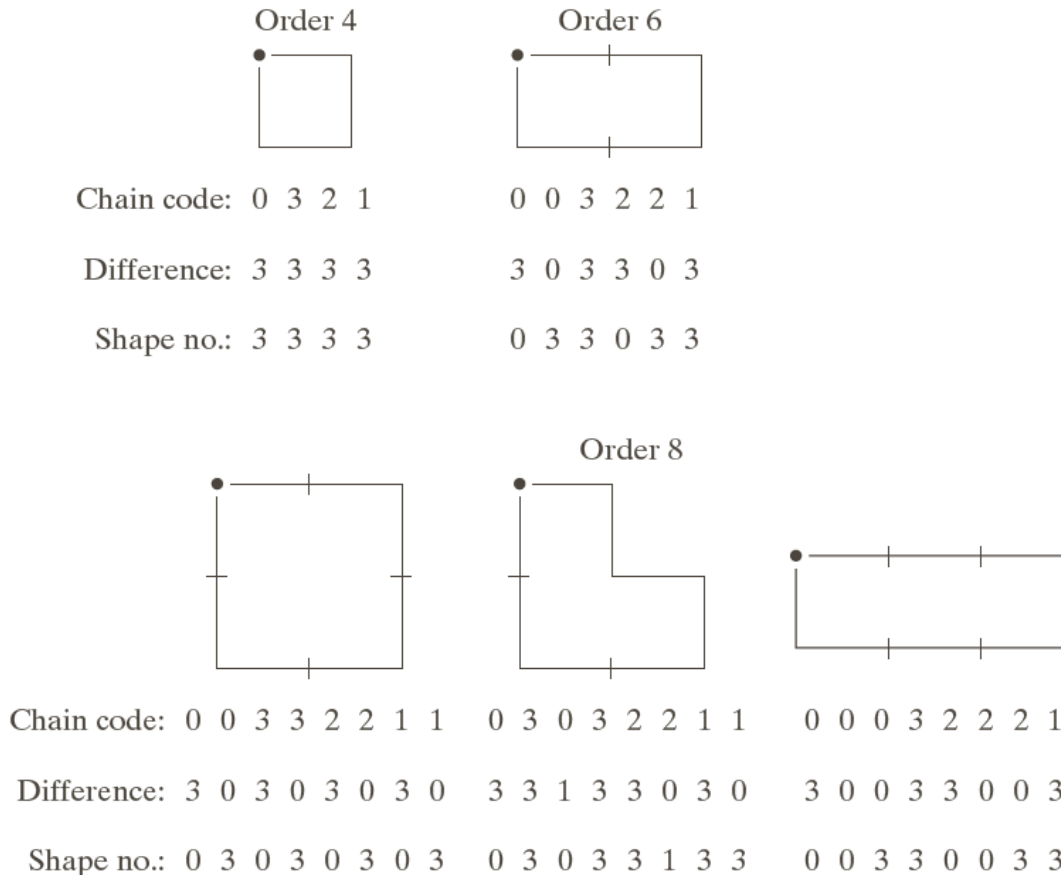 Order 4 Order 6
Chain code: 0 3 2 1 0 0 3 2 2 1
Difference: 3 3 3 3 3 0 3 3 0 3
Shape no.: 3 3 3 3 0 3 3 0 3 3
Order 8
Chain code: 0 0 3 3 2 2 1 1 0 3 0 3 2 2 1 1 0 0 0 3 2 2 2 1
Difference: 3 0 3 0 3 0 3 0 3 3 1 3 3 0 3 0 3 0 0 3 3 0 0 3
Shape no.: 0 3 0 3 0 3 0 3 0 3 0 3 3 1 3 3 0 0 3 3 0 0 3 3